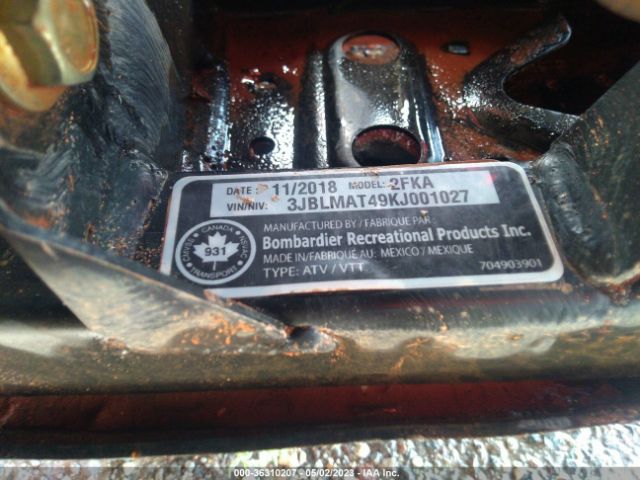 DATE: 11/2018 MODEL: 2FKA
VIN/NIV: 3JBLMAT49KJ001027
MANUFACTURED BY / FABRIQUÉ PAR:
Bombardier Recreational Products Inc.
MADE IN/FABRIQUÉ AU: MEXICO / MEXIQUE
TYPE: ATV / VTT
704903901
CANADA
931
TRANSPORT
000-36310207 - 05/02/2023 - IAA Inc.